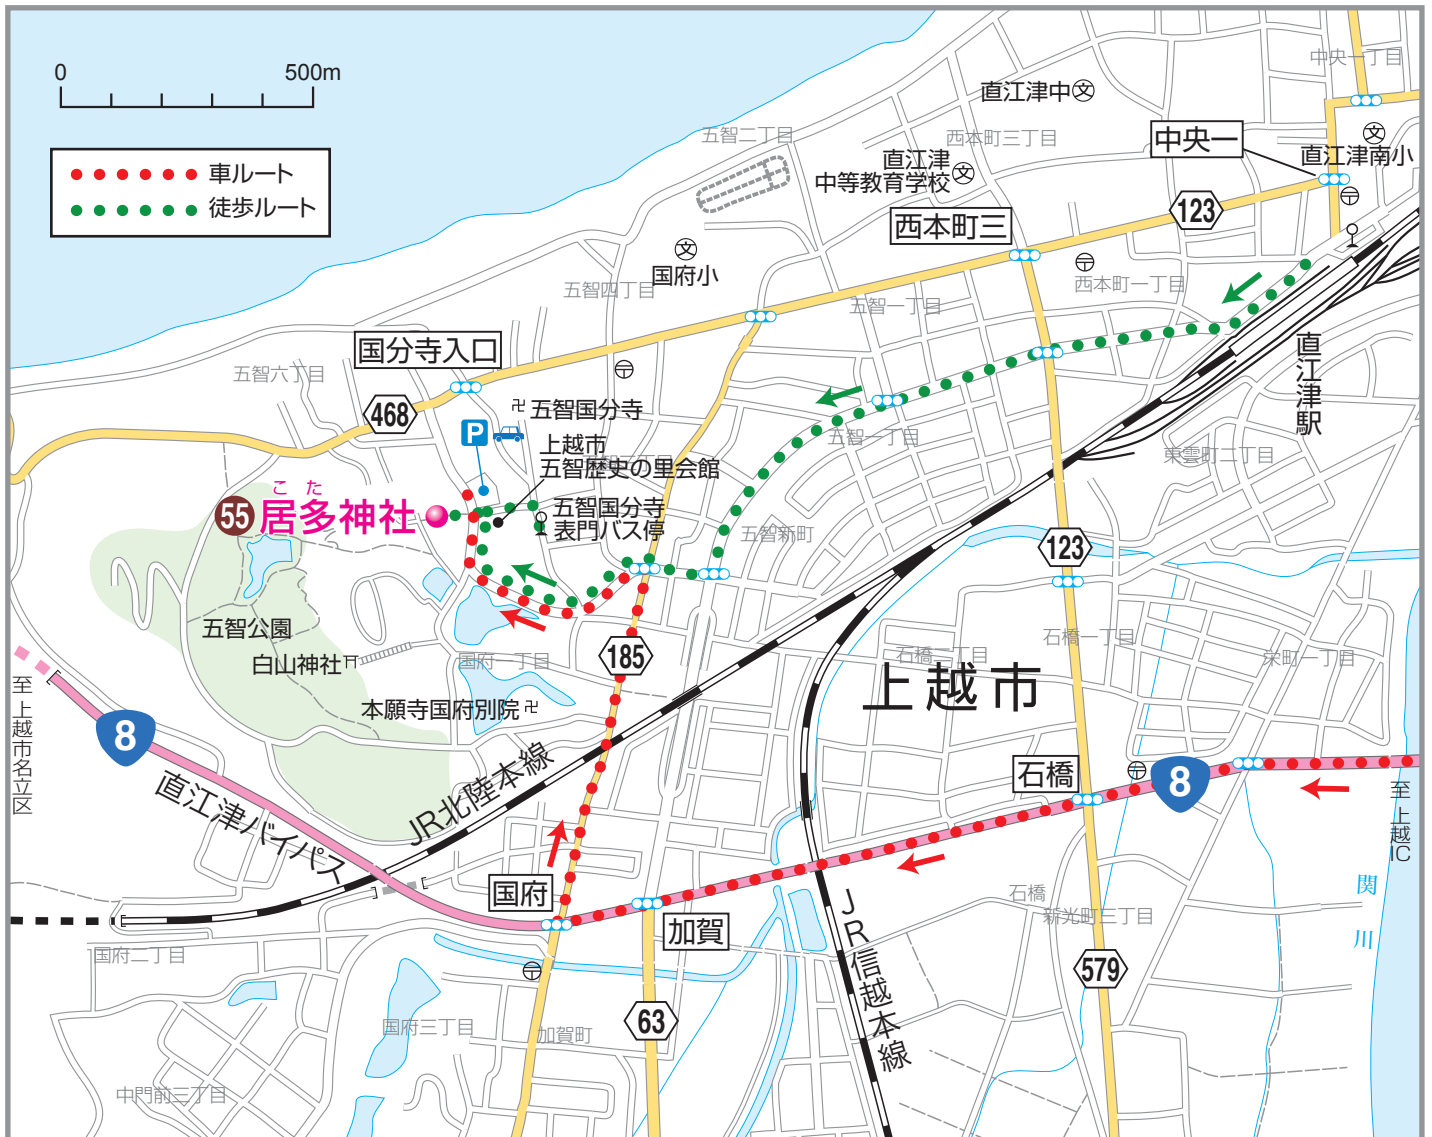 0 500m
車ルート
徒歩ルート
中央一丁目
直江津中
五智二丁目
西本町三丁目
中央一
直江津南小
直江津
中等教育学校
123
西本町三
国府小
五智四丁目
西本町一丁目
五智一丁目
国分寺入口
直江津駅
五智六丁目
468
五智国分寺
P
上越市
五智歴史の里会館
五智一丁目
東雲町二丁目
こた
55 居多神社
五智国分寺
表門バス停
五智新町
123
五智公園
白山神社
国府一丁目
185
石橋一丁目
石橋二丁目
栄町一丁目
上越市
至 上越市名立区
本願寺国府別院
8
JR北陸本線
直江津バイパス
石橋
8
至 上越IC
国府
加賀
石橋
新光町三丁目
関川
JR信越本線
国府二丁目
579
国府三丁目
加賀町
63
中門前三丁目